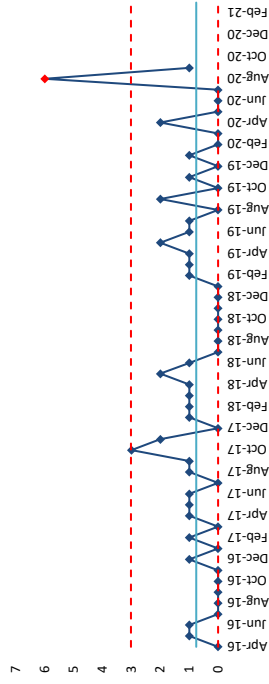 7
6
5
4
3
2
1
0
Apr-16
Jun-16
Aug-16
Oct-16
Dec-16
Feb-17
Apr-17
Jun-17
Aug-17
Oct-17
Dec-17
Feb-18
Apr-18
Jun-18
Aug-18
Oct-18
Dec-18
Feb-19
Apr-19
Jun-19
Aug-19
Oct-19
Dec-19
Feb-20
Apr-20
Jun-20
Aug-20
Oct-20
Dec-20
Feb-21